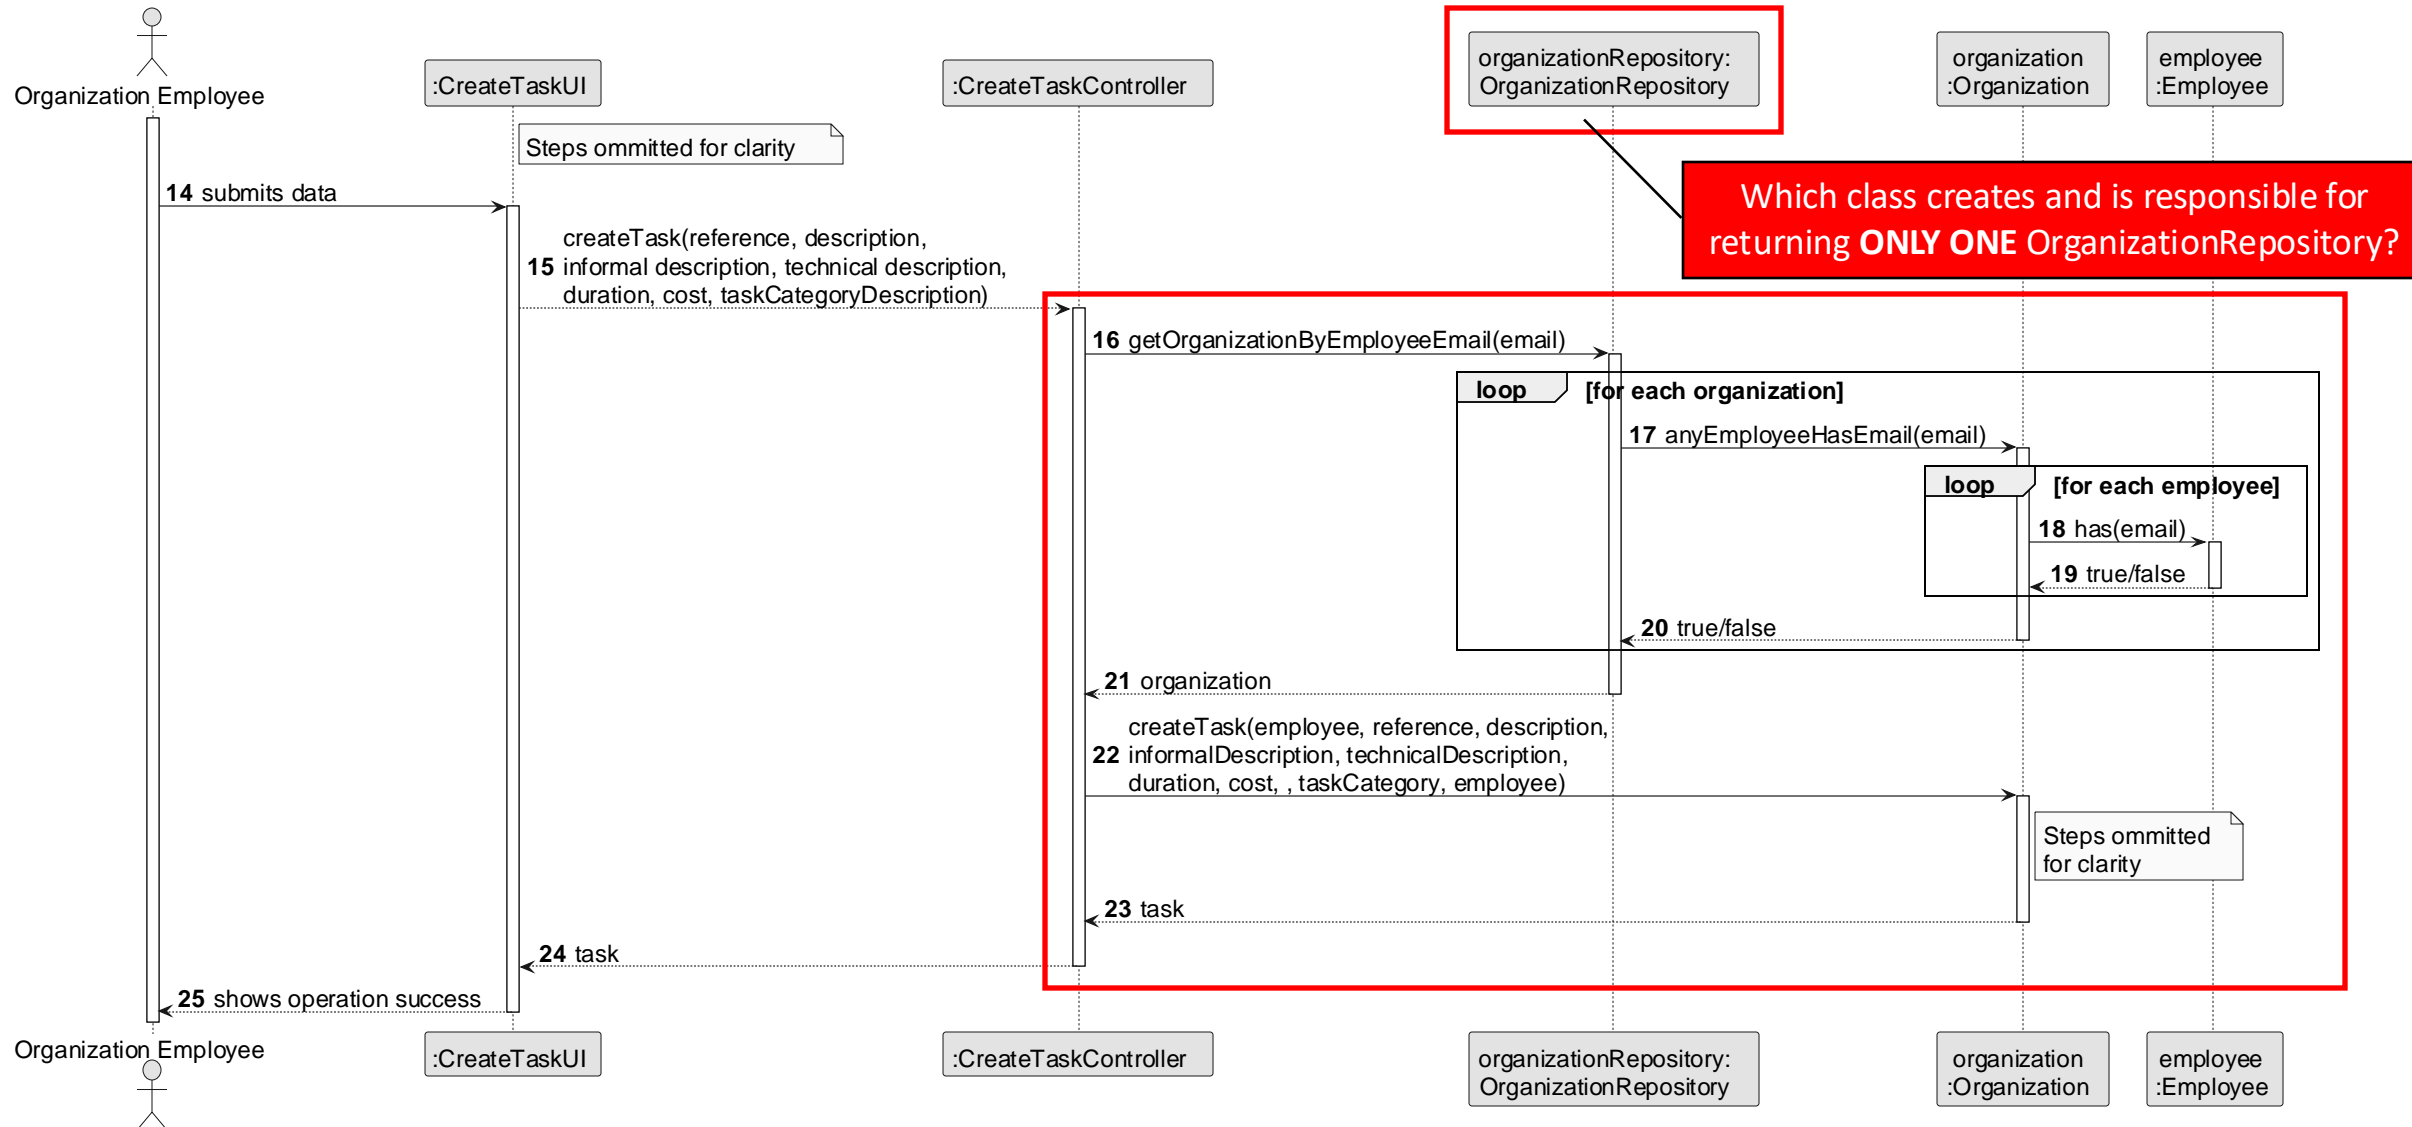 Organization Employee
:CreateTaskUI
:CreateTaskController
organizationRepository:
OrganizationRepository
organization
:Organization
employee
:Employee
Steps ommitted for clarity
Which class creates and is responsible for
returning ONLY ONE OrganizationRepository?
14 submits data
createTask(reference, description,
15 informal description, technical description,
duration, cost, taskCategoryDescription)
16 getOrganizationByEmployeeEmail(email)
loop [for each organization]
17 anyEmployeeHasEmail(email)
loop [for each employee]
18 has(email)
19 true/false
20 true/false
21 organization
createTask(employee, reference, description,
22 informalDescription, technicalDescription,
duration, cost, , taskCategory, employee)
Steps ommitted
for clarity
23 task
24 task
25 shows operation success
Organization Employee
:CreateTaskUI
:CreateTaskController
organizationRepository:
OrganizationRepository
organization
:Organization
employee
:Employee